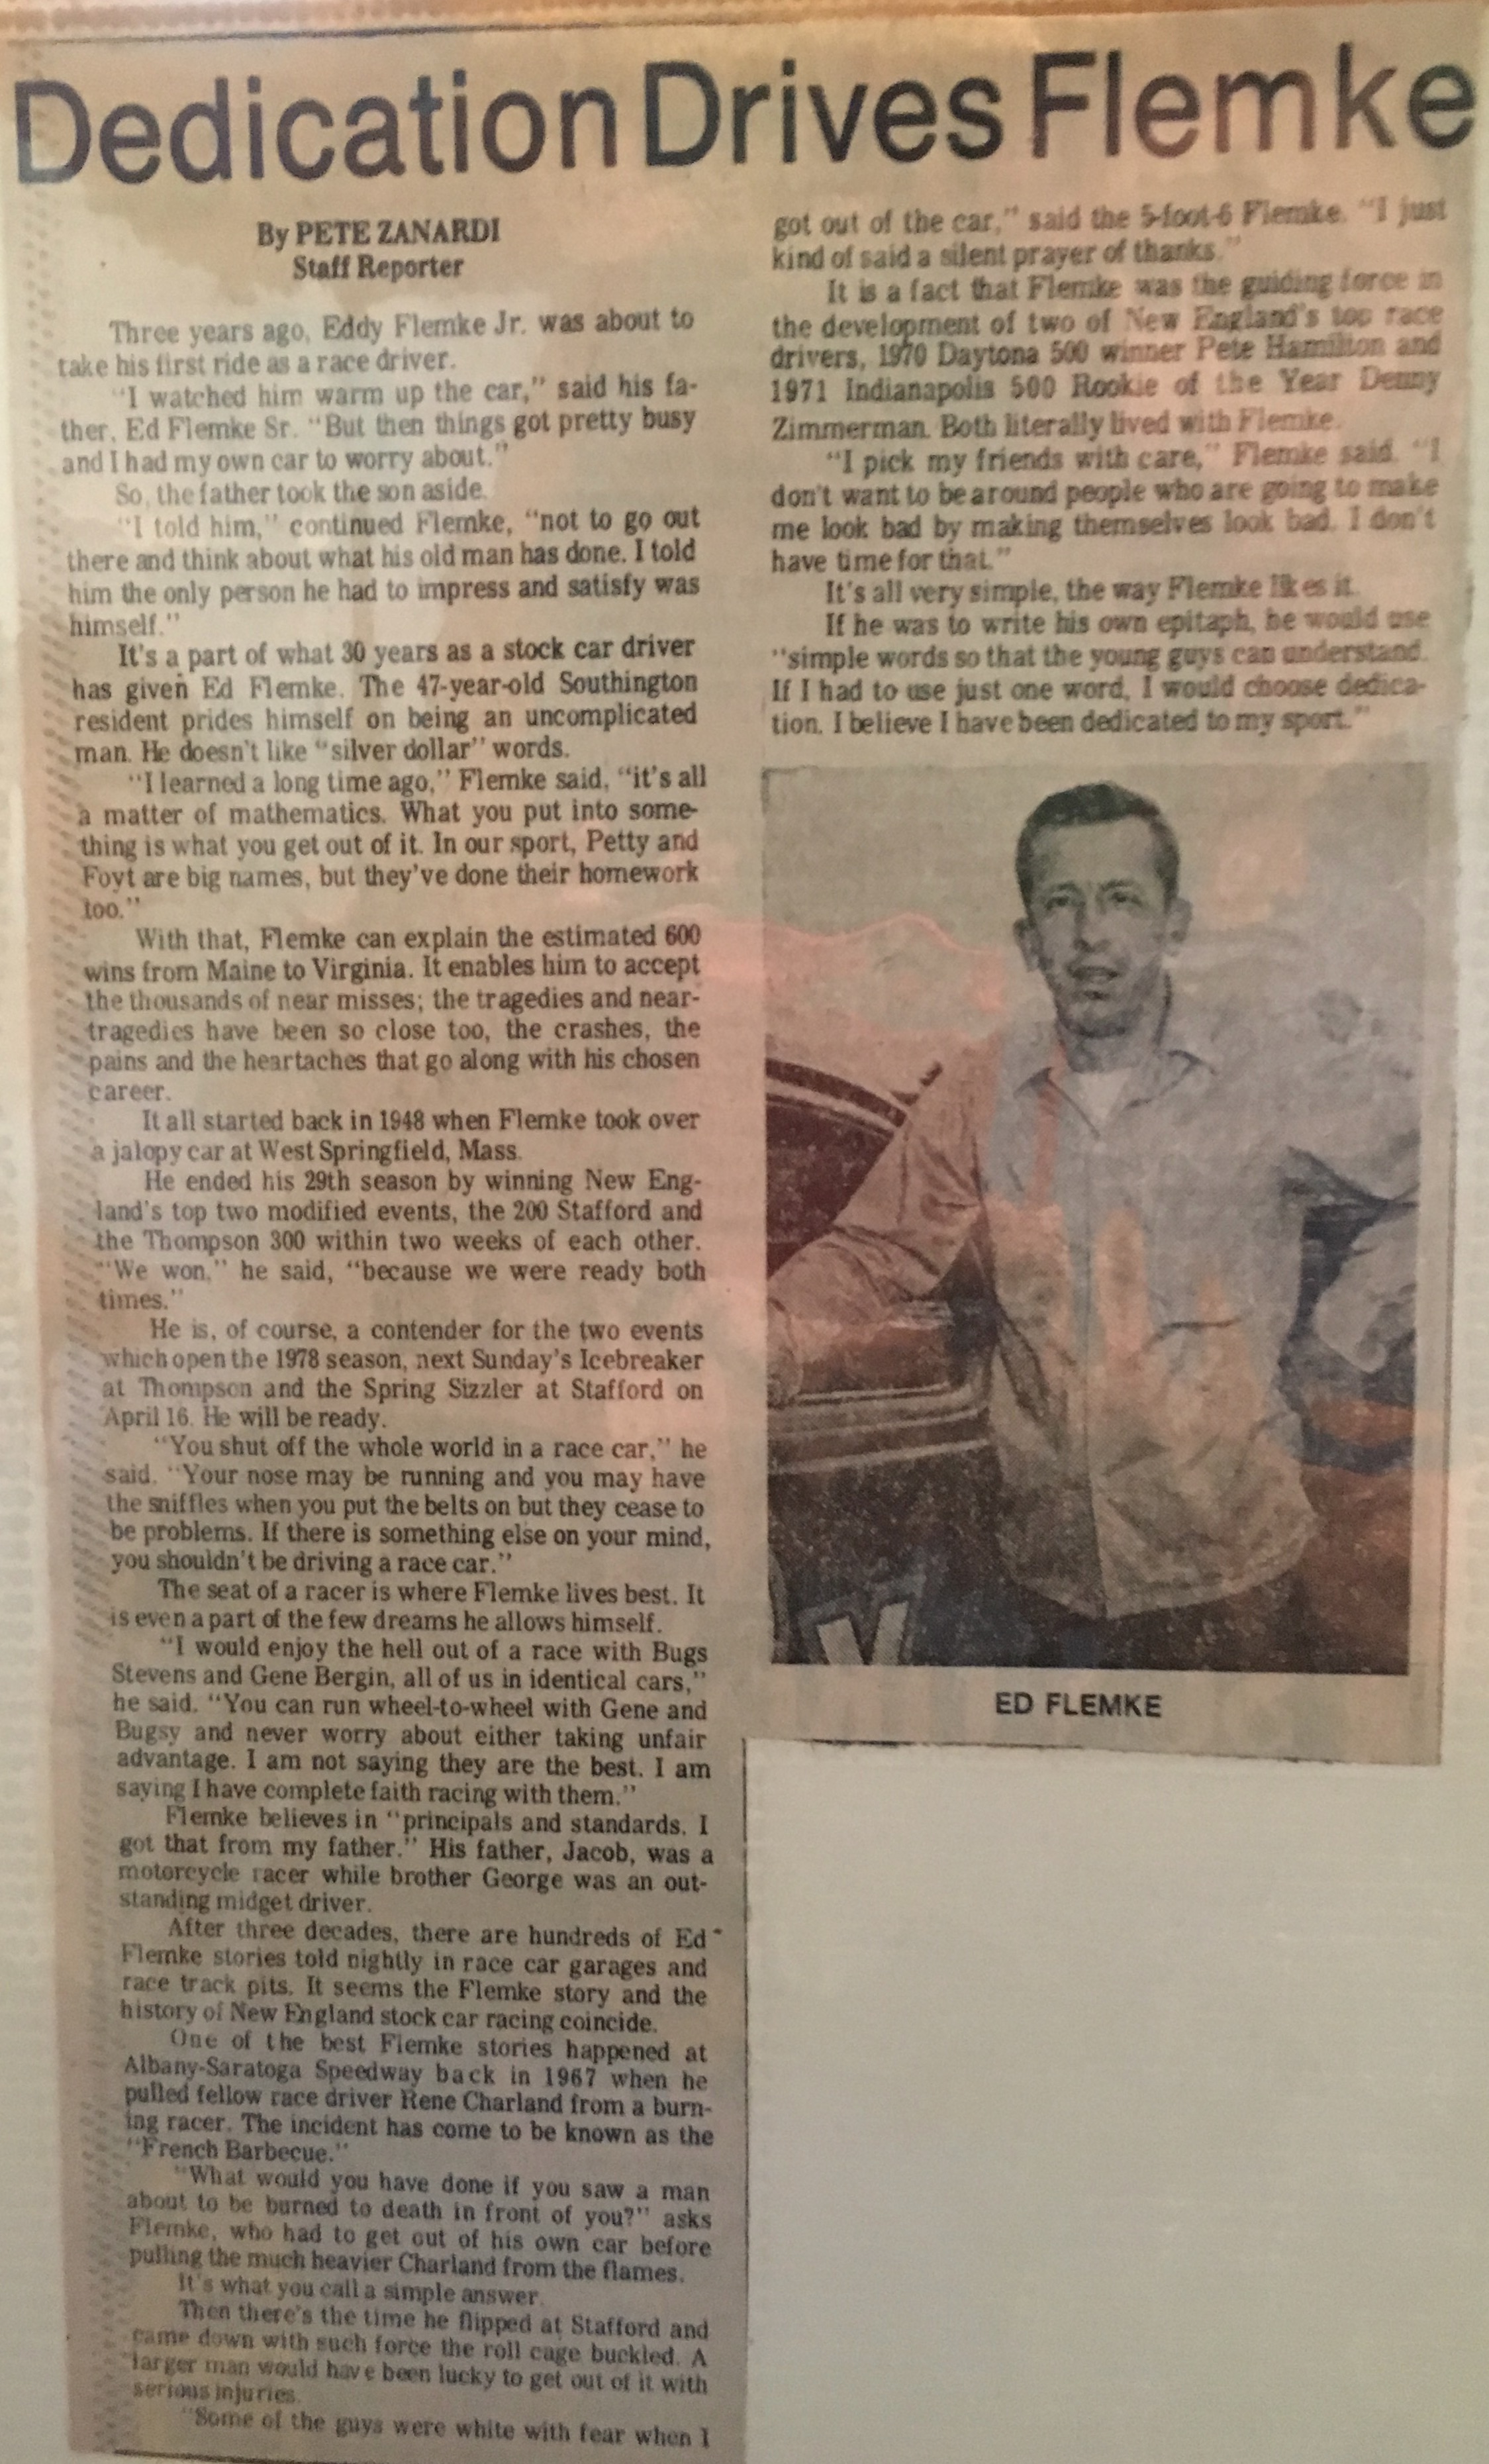 Dedication Drives Flemke
By PETE ZANARDI
Staff Reporter
Three years ago, Eddy Flemke Jr. was about to
take his first ride as a race driver.
"I watched him warm up the car," said his fa-
ther, Ed Flemke Sr. "But then things got pretty busy
and I had my own car to worry about."
So, the father took the son aside.
"I told him," continued Flemke, "not to go out
there and think about what his old man has done. I told
him the only person he had to impress and satisfy was
himself."
It's a part of what 30 years as a stock car driver
has given Ed Flemke. The 47-year-old Southington
resident prides himself on being an uncomplicated
man. He doesn't like "silver dollar" words.
"I learned a long time ago," Flemke said, "it's all
a matter of mathematics. What you put into some-
thing is what you get out of it. In our sport, Petty and
Foyt are big names, but they've done their homework
too."
With that, Flemke can explain the estimated 600
wins from Maine to Virginia. It enables him to accept
the thousands of near misses; the tragedies and near-
tragedies have been so close too, the crashes, the
pains and the heartaches that go along with his chosen
career.
It all started back in 1948 when Flemke took over
a jalopy car at West Springfield, Mass.
He ended his 29th season by winning New Eng-
land's top two modified events, the 200 Stafford and
the Thompson 300 within two weeks of each other.
"We won," he said, "because we were ready both
times."
He is, of course, a contender for the two events
which open the 1978 season, next Sunday's Icebreaker
at Thompson and the Spring Sizzler at Stafford on
April 16. He will be ready.
"You shut off the whole world in a race car," he
said. "Your nose may be running and you may have
the sniffles when you put the belts on but they cease to
be problems. If there is something else on your mind,
you shouldn't be driving a race car."
The seat of a racer is where Flemke lives best. It
is even a part of the few dreams he allows himself.
"I would enjoy the hell out of a race with Bugs
Stevens and Gene Bergin, all of us in identical cars,"
he said. "You can run wheel-to-wheel with Gene and
Bugsy and never worry about either taking unfair
advantage. I am not saying they are the best. I am
saying I have complete faith racing with them."
Flemke believes in "principals and standards. I
got that from my father." His father, Jacob, was a
motorcycle racer while brother George was an out-
standing midget driver.
After three decades, there are hundreds of Ed
Flemke stories told nightly in race car garages and
race track pits. It seems the Flemke story and the
history of New England stock car racing coincide.
One of the best Flemke stories happened at
Albany-Saratoga Speedway back in 1967 when he
pulled fellow race driver Rene Charland from a burn-
ing racer. The incident has come to be known as the
"French Barbecue."
"What would you have done if you saw a man
about to be burned to death in front of you?" asks
Flemke, who had to get out of his own car before
pulling the much heavier Charland from the flames.
It's what you call a simple answer.
Then there's the time he flipped at Stafford and
came down with such force the roll cage buckled. A
larger man would have been lucky to get out of it with
serious injuries.
"Some of the guys were white with fear when I
got out of the car," said the 5-foot-6 Flemke. "I just
kind of said a silent prayer of thanks."
It is a fact that Flemke was the guiding force in
the development of two of New England's top race
drivers, 1970 Daytona 500 winner Pete Hamilton and
1971 Indianapolis 500 Rookie of the Year Denny
Zimmerman. Both literally lived with Flemke.
"I pick my friends with care," Flemke said. "I
don't want to be around people who are going to make
me look bad by making themselves look bad. I don't
have time for that."
It's all very simple, the way Flemke likes it.
If he was to write his own epitaph, he would use
"simple words so that the young guys can understand.
If I had to use just one word, I would choose dedica-
tion. I believe I have been dedicated to my sport."
ED FLEMKE